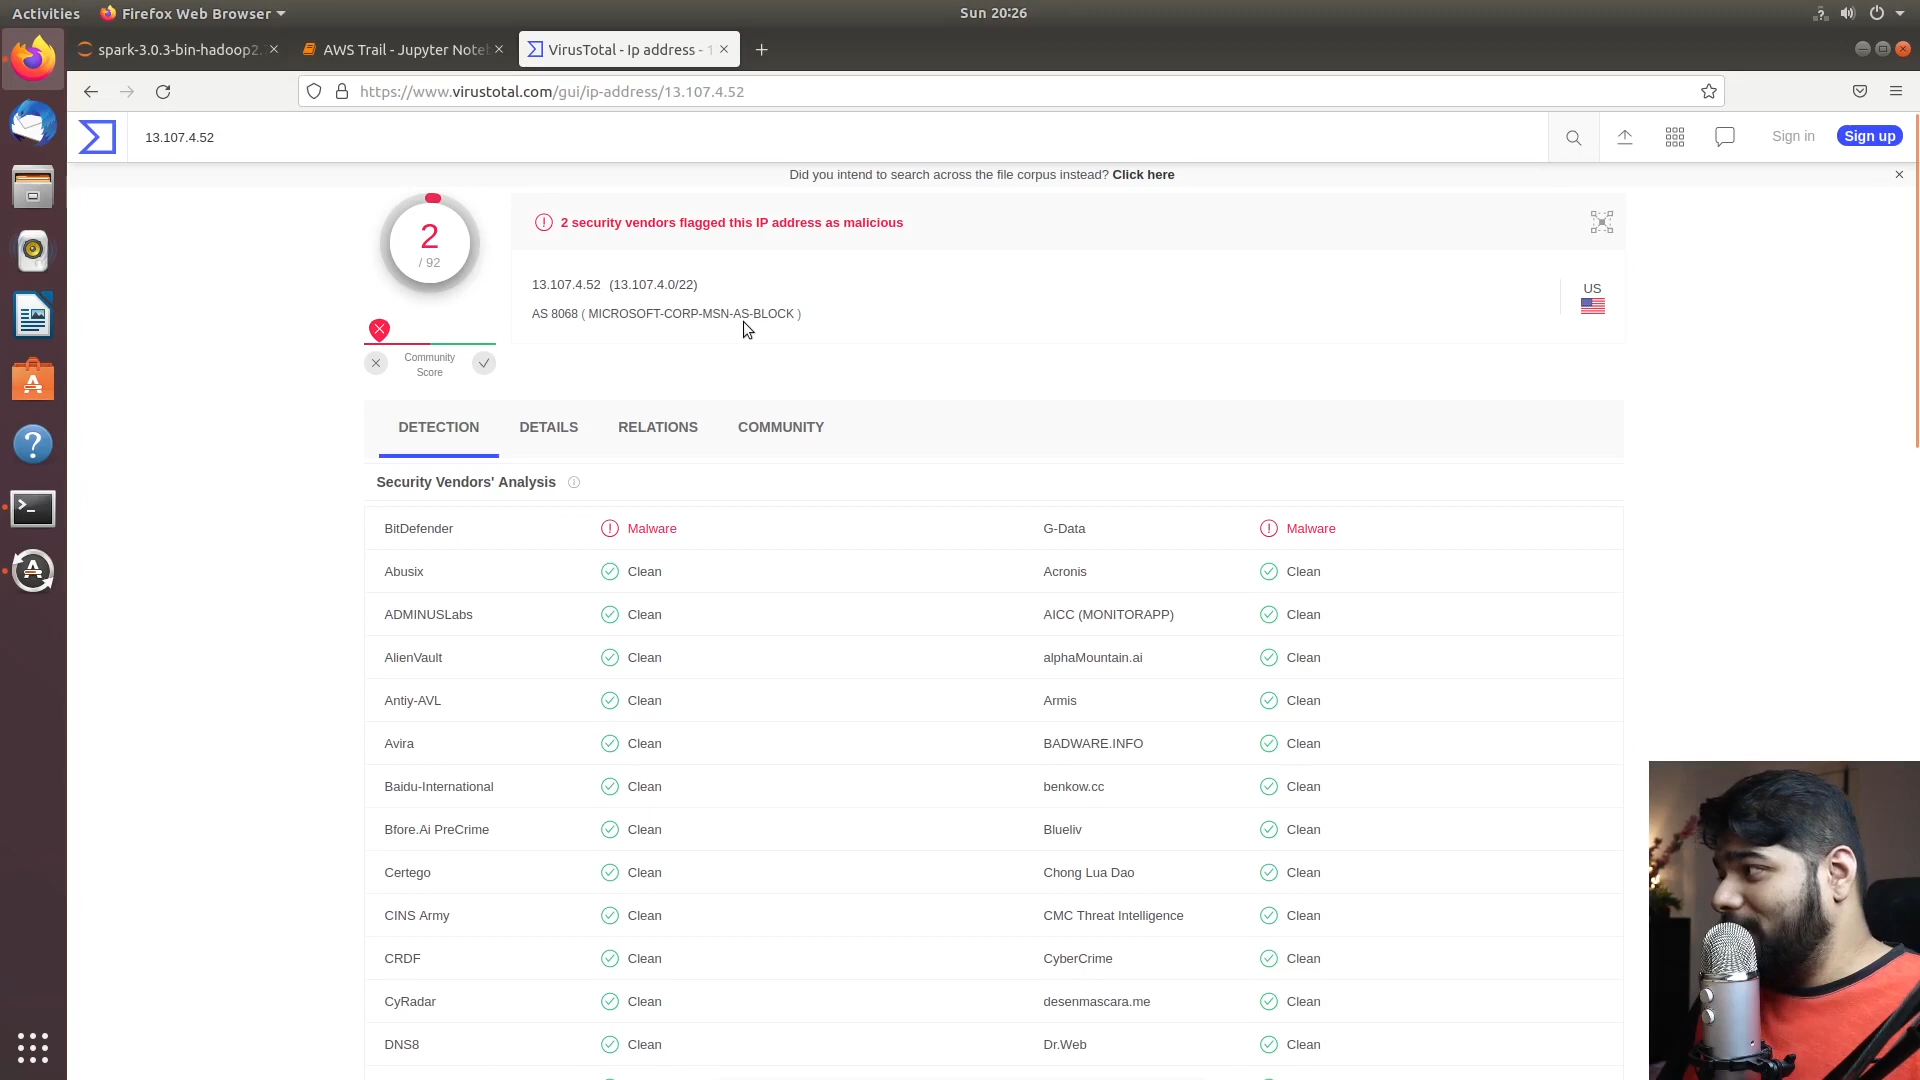 Activities
Firefox Web Browser
Sun 20:26
spark-3.0.3-bin-hadoop2.
AWS Trail - Jupyter Note
VirusTotal - Ip address - 1
https://www.virustotal.com/gui/ip-address/13.107.4.52
13.107.4.52
Sign in
Sign up
Did you intend to search across the file corpus instead? Click here
2
/ 92
2 security vendors flagged this IP address as malicious
13.107.4.52 (13.107.4.0/22)
AS 8068 ( MICROSOFT-CORP-MSN-AS-BLOCK )
US
Community
Score
DETECTION
DETAILS
RELATIONS
COMMUNITY
Security Vendors' Analysis
BitDefender Malware G-Data Malware
Abusix Clean Acronis Clean
ADMINUSLabs Clean AICC (MONITORAPP) Clean
AlienVault Clean alphaMountain.ai Clean
Antiy-AVL Clean Armis Clean
Avira Clean BADWARE.INFO Clean
Baidu-International Clean benkow.cc Clean
Bfore.Ai PreCrime Clean Blueliv Clean
Certego Clean Chong Lua Dao Clean
CINS Army Clean CMC Threat Intelligence Clean
CRDF Clean CyberCrime Clean
CyRadar Clean desenmascara.me Clean
DNS8 Clean Dr.Web Clean